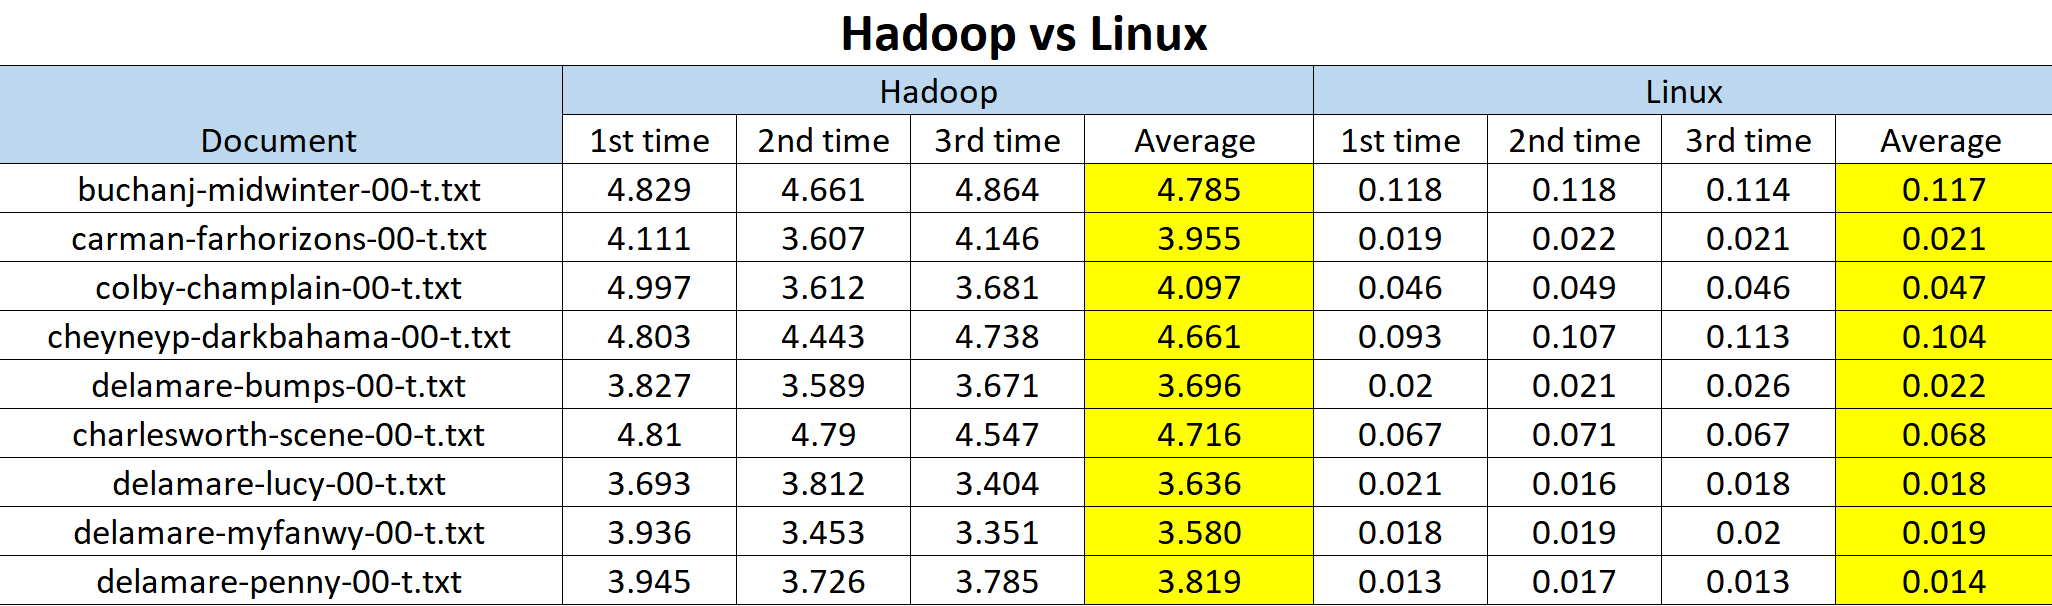 Hadoop vs Linux
Hadoop Linux
Document 1st time 2nd time 3rd time Average 1st time 2nd time 3rd time Average
buchanj-midwinter-00-t.txt 4.829 4.661 4.864 4.785 0.118 0.118 0.114 0.117
carman-farhorizons-00-t.txt 4.111 3.607 4.146 3.955 0.019 0.022 0.021 0.021
colby-champlain-00-t.txt 4.997 3.612 3.681 4.097 0.046 0.049 0.046 0.047
cheyneyp-darkbahama-00-t.txt 4.803 4.443 4.738 4.661 0.093 0.107 0.113 0.104
delamare-bumps-00-t.txt 3.827 3.589 3.671 3.696 0.02 0.021 0.026 0.022
charlesworth-scene-00-t.txt 4.81 4.79 4.547 4.716 0.067 0.071 0.067 0.068
delamare-lucy-00-t.txt 3.693 3.812 3.404 3.636 0.021 0.016 0.018 0.018
delamare-myfanwy-00-t.txt 3.936 3.453 3.351 3.580 0.018 0.019 0.02 0.019
delamare-penny-00-t.txt 3.945 3.726 3.785 3.819 0.013 0.017 0.013 0.014